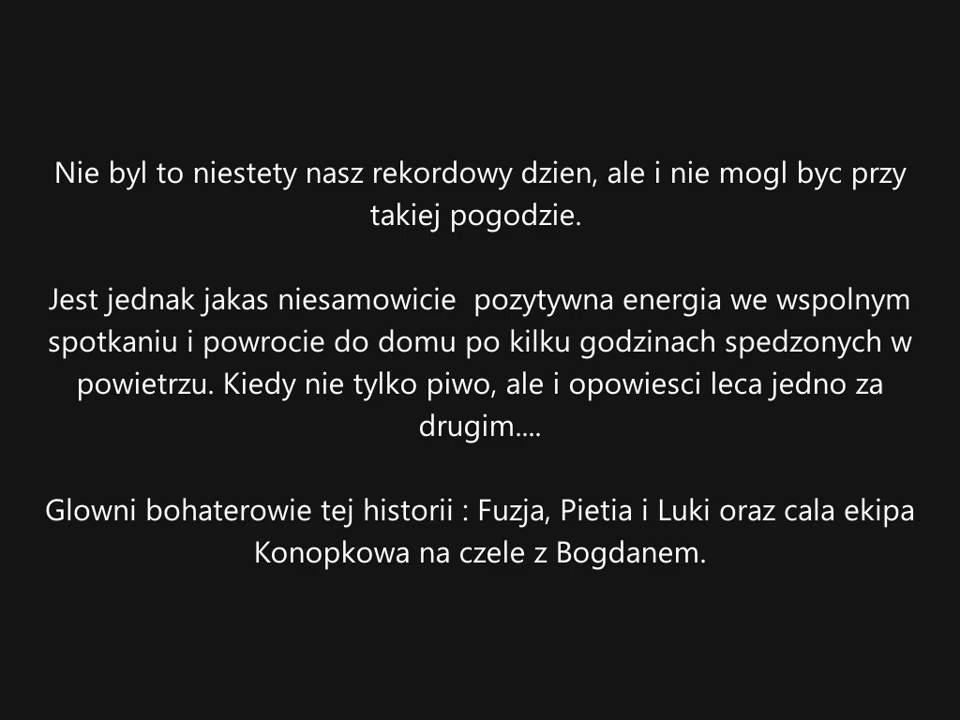 Nie byl to niestety nasz rekordowy dzien, ale i nie mogl byc przy
takiej pogodzie.
Jest jednak jakas niesamowicie  pozytywna energia we wspolnym
spotkaniu i powrocie do domu po kilku godzinach spedzonych w
powietrzu. Kiedy nie tylko piwo, ale i opowiesci leca jedno za
drugim....
Glowni bohaterowie tej historii : Fuzja, Pietia i Luki oraz cala ekipa
Konopkowa na czele z Bogdanem.